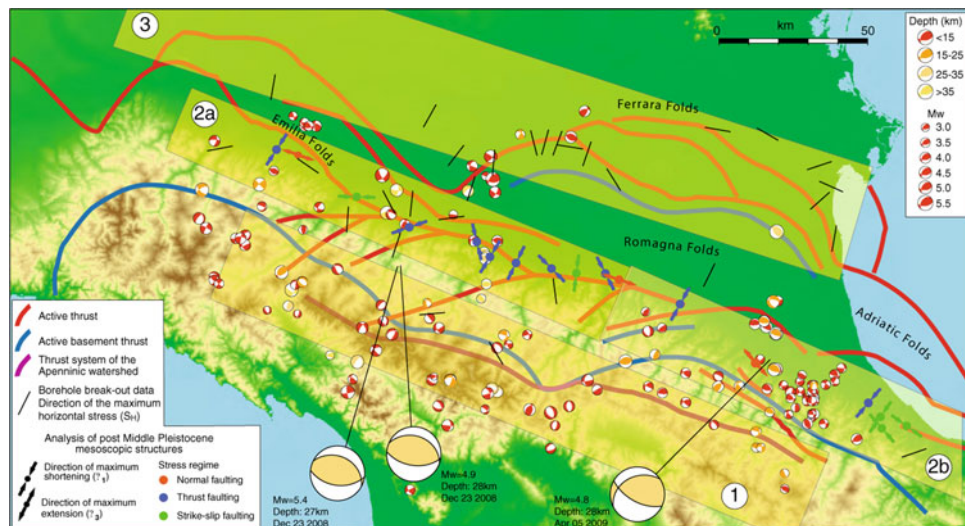 3
km
0
50
Depth (km)
<15
15-25
25-35
>35
Mw
3.0
3.5
4.0
4.5
5.0
5.5
2a
Emilia Folds
Ferrara Folds
Romagna Folds
Adriatic Folds
Active thrust
Active basement thrust
Thrust system of the
Apenninic watershed
Borehole break-out data
Direction of the maximum
horizontal stress (SH)
Analysis of post Middle Pleistocene
mesoscopic structures
Direction of maximum
shortening (?1)
Direction of maximum
extension (?3)
Stress regime
Normal faulting
Thrust faulting
Strike-slip faulting
Mw=5.4
Depth: 27km
Dec 23 2008
Mw=4.9
Depth: 28km
Dec 23 2008
Mw=4.8
Depth: 28km
Apr 05 2009
1
2b